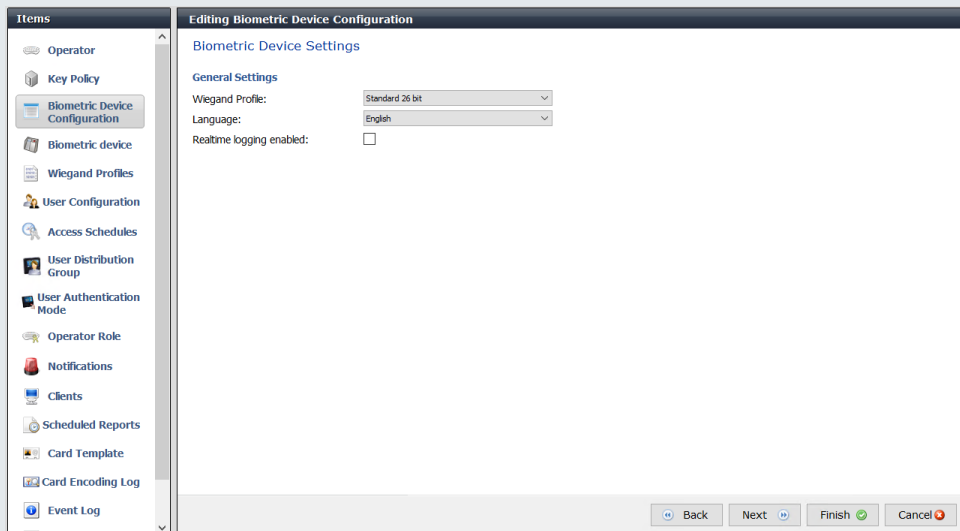 Items
Operator
Key Policy
Biometric Device
Configuration
Biometric device
Wiegand Profiles
User Configuration
Access Schedules
User Distribution
Group
User Authentication
Mode
Operator Role
Notifications
Clients
Scheduled Reports
Card Template
Card Encoding Log
Event Log
Editing Biometric Device Configuration
Biometric Device Settings
General Settings
Wiegand Profile: Standard 26 bit
Language: English
Realtime logging enabled:
Back Next Finish Cancel